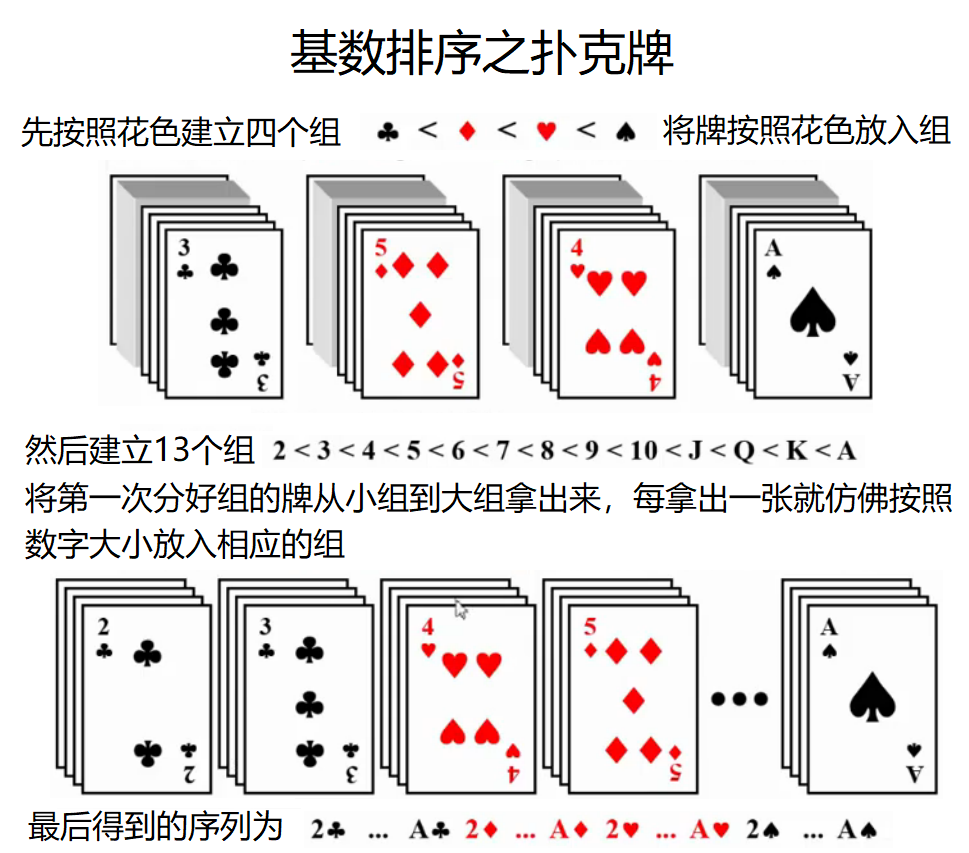 基数排序之扑克牌
先按照花色建立四个组 ♣ < ♦ < ♥ < ♠ 将牌按照花色放入组
3 ♣ 3 ♣ 5 ♦ 5 ♦ 4 ♥ 4 ♥ A ♠ A ♠
然后建立13个组 2 < 3 < 4 < 5 < 6 < 7 < 8 < 9 < 10 < J < Q < K < A
将第一次分好组的牌从小组到大组拿出来，每拿出一张就仿佛按照
数字大小放入相应的组
2 ♣ 2 ♣ 3 ♣ 3 ♣ 4 ♥ 4 ♥ 5 ♦ 5 ♦ ••• A ♠ A ♠
最后得到的序列为 2♣ ... A♣ 2♦ ... A♦ 2♥ ... A♥ 2♠ ... A♠